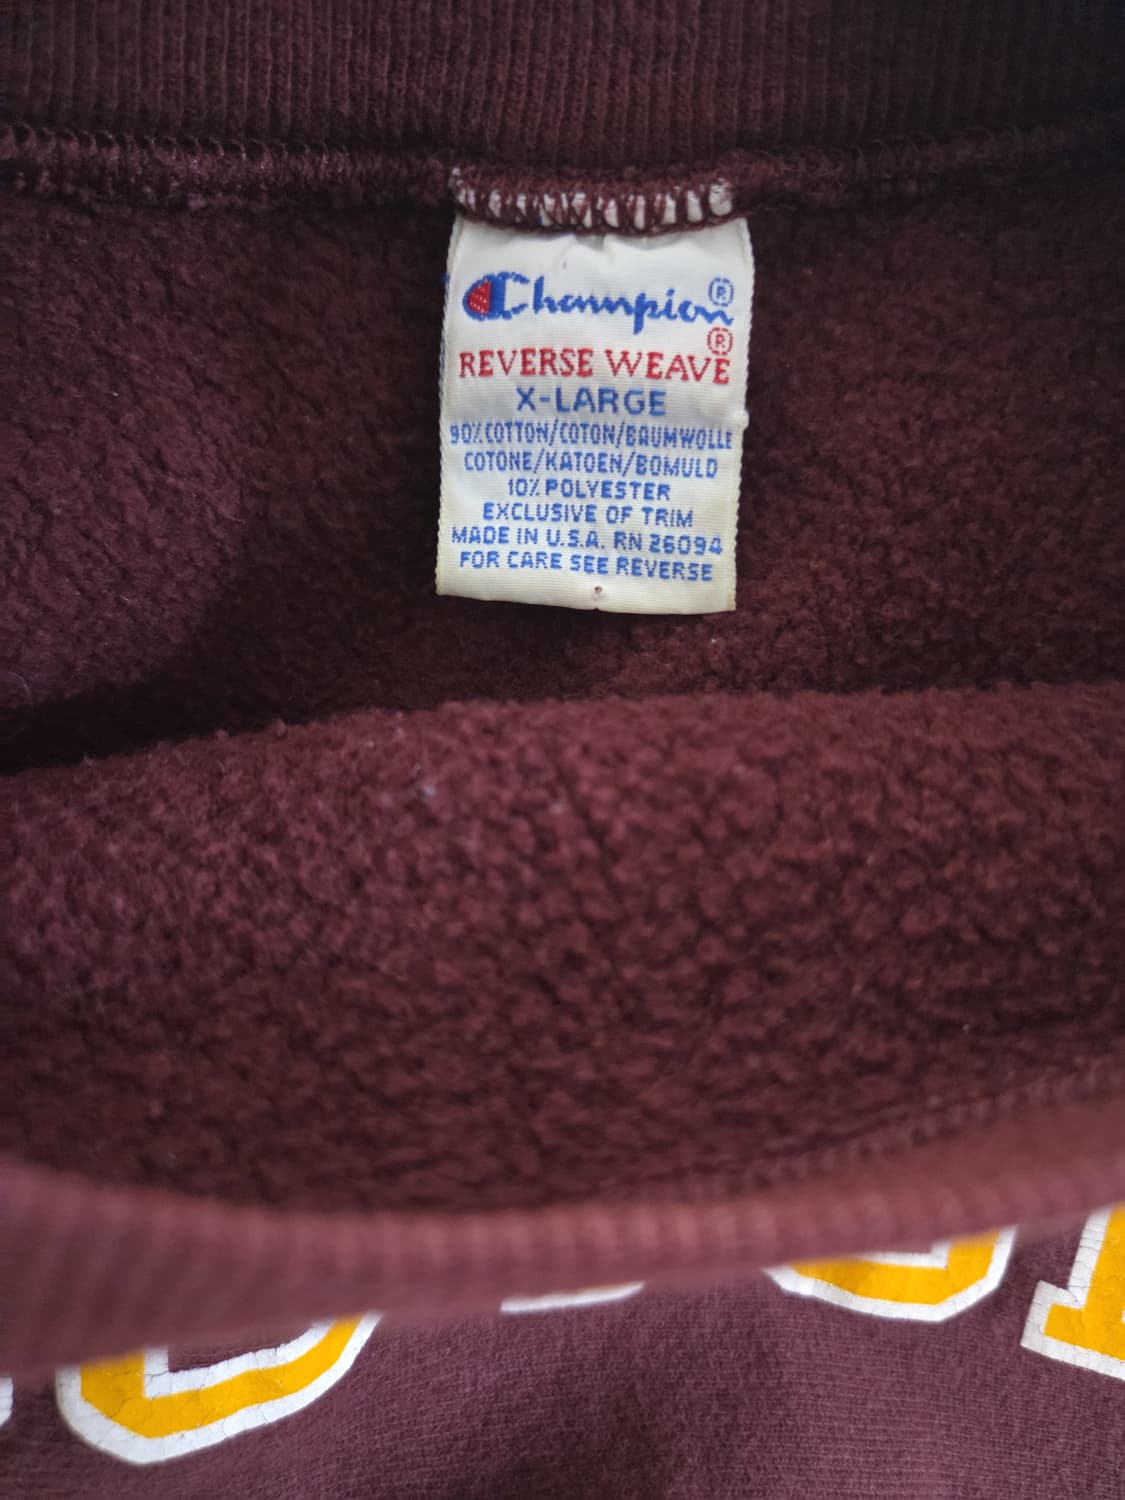 Champion®
REVERSE WEAVE®
X-LARGE
90% COTTON/COTON/BAUMWOLLE
COTONE/KATOEN/BOMULD
10% POLYESTER
EXCLUSIVE OF TRIM
MADE IN U.S.A. RN 26094
FOR CARE SEE REVERSE